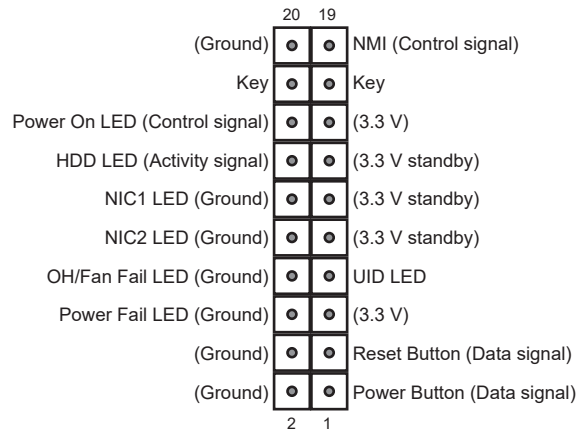 20 19
(Ground) NMI (Control signal)
Key Key
Power On LED (Control signal) (3.3 V)
HDD LED (Activity signal) (3.3 V standby)
NIC1 LED (Ground) (3.3 V standby)
NIC2 LED (Ground) (3.3 V standby)
OH/Fan Fail LED (Ground) UID LED
Power Fail LED (Ground) (3.3 V)
(Ground) Reset Button (Data signal)
(Ground) Power Button (Data signal)
2 1